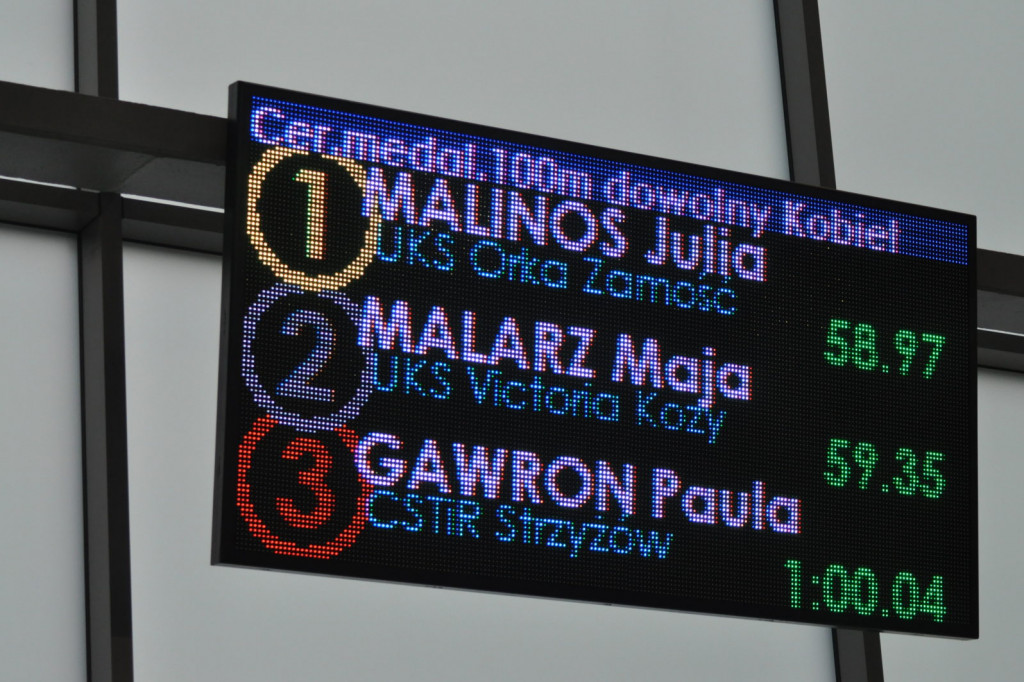 Cer.medal.100m dowolny Kobiet
1 MALINOS Julia
UKS Orka Zamość
58.97
2 MALARZ Maja
UKS Victoria Kozy
59.35
3 GAWRON Paula
CSTiR Strzyżów
1:00.04